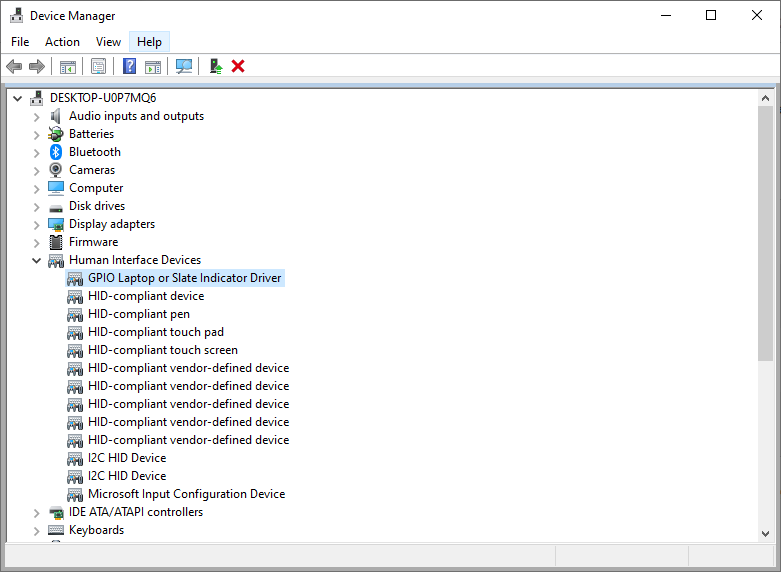 Device Manager
File Action View Help
DESKTOP-U0P7MQ6
Audio inputs and outputs
Batteries
Bluetooth
Cameras
Computer
Disk drives
Display adapters
Firmware
Human Interface Devices
GPIO Laptop or Slate Indicator Driver
HID-compliant device
HID-compliant pen
HID-compliant touch pad
HID-compliant touch screen
HID-compliant vendor-defined device
HID-compliant vendor-defined device
HID-compliant vendor-defined device
HID-compliant vendor-defined device
HID-compliant vendor-defined device
I2C HID Device
I2C HID Device
Microsoft Input Configuration Device
IDE ATA/ATAPI controllers
Keyboards